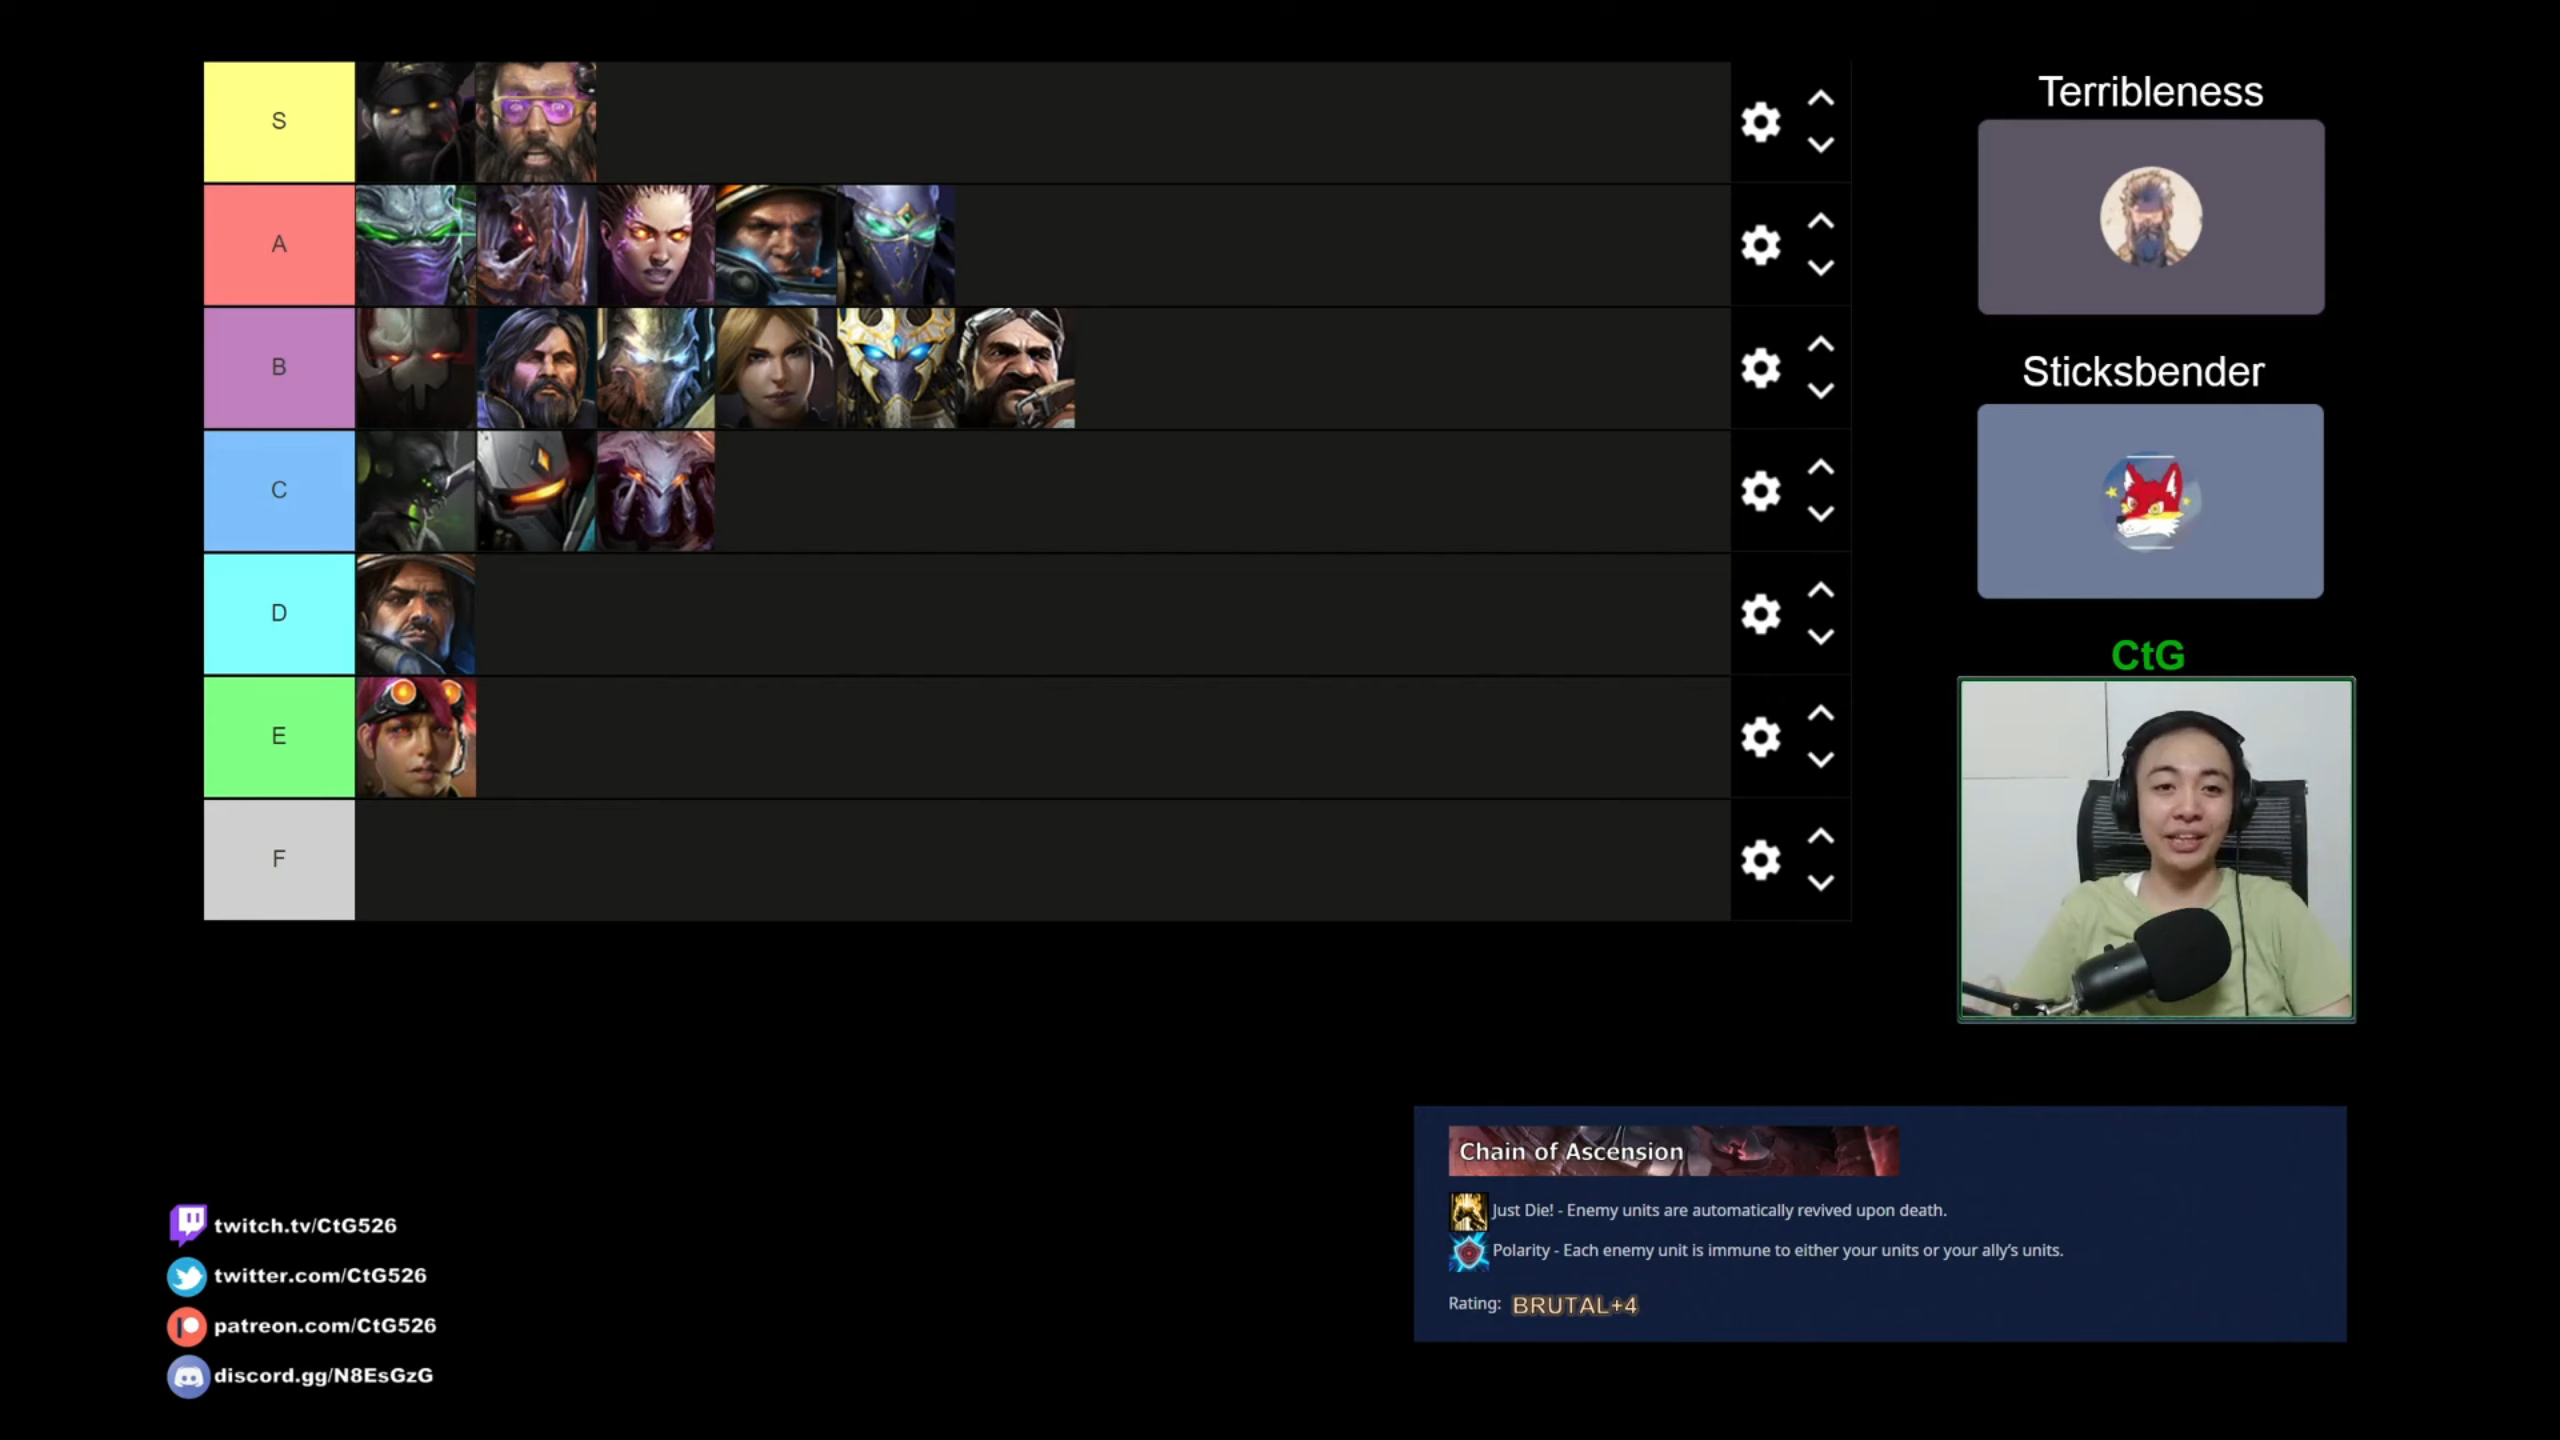 S
A
B
C
D
E
F
Terribleness
Sticksbender
CtG
Chain of Ascension
Just Die! - Enemy units are automatically revived upon death.
Polarity - Each enemy unit is immune to either your units or your ally's units.
Rating: BRUTAL+4
twitch.tv/CtG526
twitter.com/CtG526
patreon.com/CtG526
discord.gg/N8EsGzG